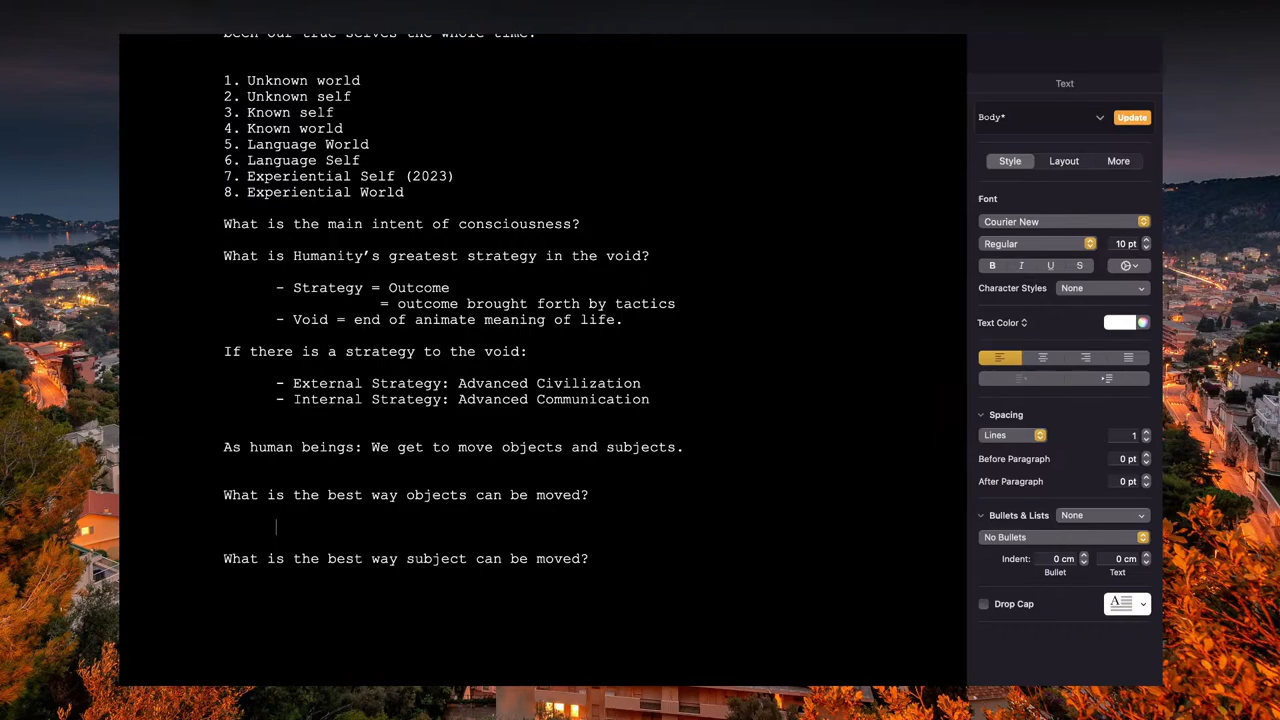 been our true selves the whole time.
1. Unknown world
2. Unknown self
3. Known self
4. Known world
5. Language World
6. Language Self
7. Experiential Self (2023)
8. Experiential World
What is the main intent of consciousness?
What is Humanity’s greatest strategy in the void?
- Strategy = Outcome
= outcome brought forth by tactics
- Void = end of animate meaning of life.
If there is a strategy to the void:
- External Strategy: Advanced Civilization
- Internal Strategy: Advanced Communication
As human beings: We get to move objects and subjects.
What is the best way objects can be moved?
What is the best way subject can be moved?
Text
Body*
Update
Style Layout More
Font
Courier New
Regular 10 pt
B I U S
Character Styles None
Text Color
Spacing
Lines 1
Before Paragraph 0 pt
After Paragraph 0 pt
Bullets & Lists None
No Bullets
Indent: 0 cm 0 cm
Bullet Text
Drop Cap
A